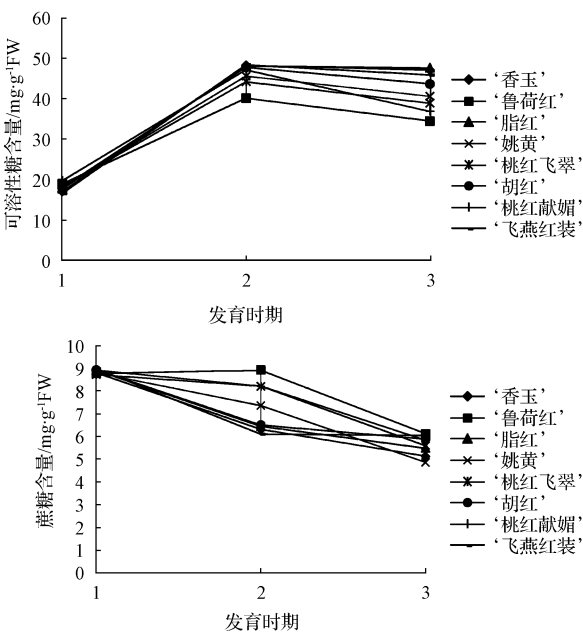 可溶性糖含量/mg·g⁻¹FW
60
50
40
30
20
10
0
1
2
3
发育时期
‘香玉’
‘鲁荷红’
‘脂红’
‘姚黄’
‘桃红飞翠’
‘胡红’
‘桃红献媚’
‘飞燕红装’
蔗糖含量/mg·g⁻¹FW
10
9
8
7
6
5
4
3
2
1
0
1
2
3
发育时期
‘香玉’
‘鲁荷红’
‘脂红’
‘姚黄’
‘桃红飞翠’
‘胡红’
‘桃红献媚’
‘飞燕红装’